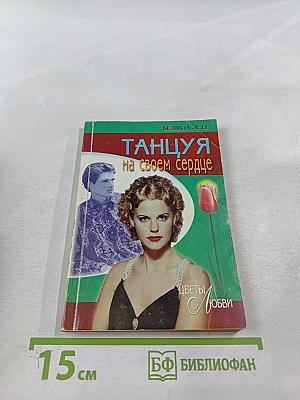 ТАНЦУЯ
на своем сердце
ЦВЕТЫ
ЛЮБВИ
15 см
БФ БИБЛИОФАН